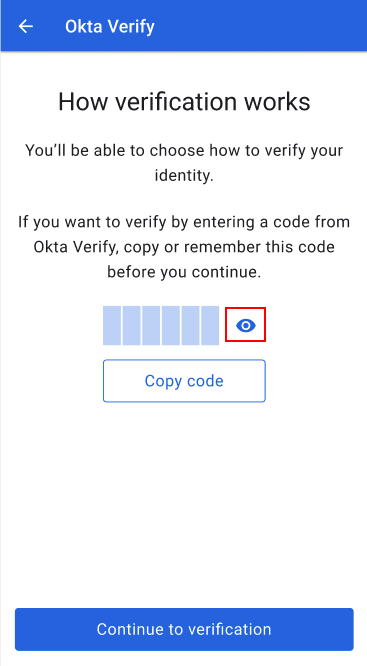 Okta Verify
How verification works
You’ll be able to choose how to verify your
identity.
If you want to verify by entering a code from
Okta Verify, copy or remember this code
before you continue.
Copy code
Continue to verification